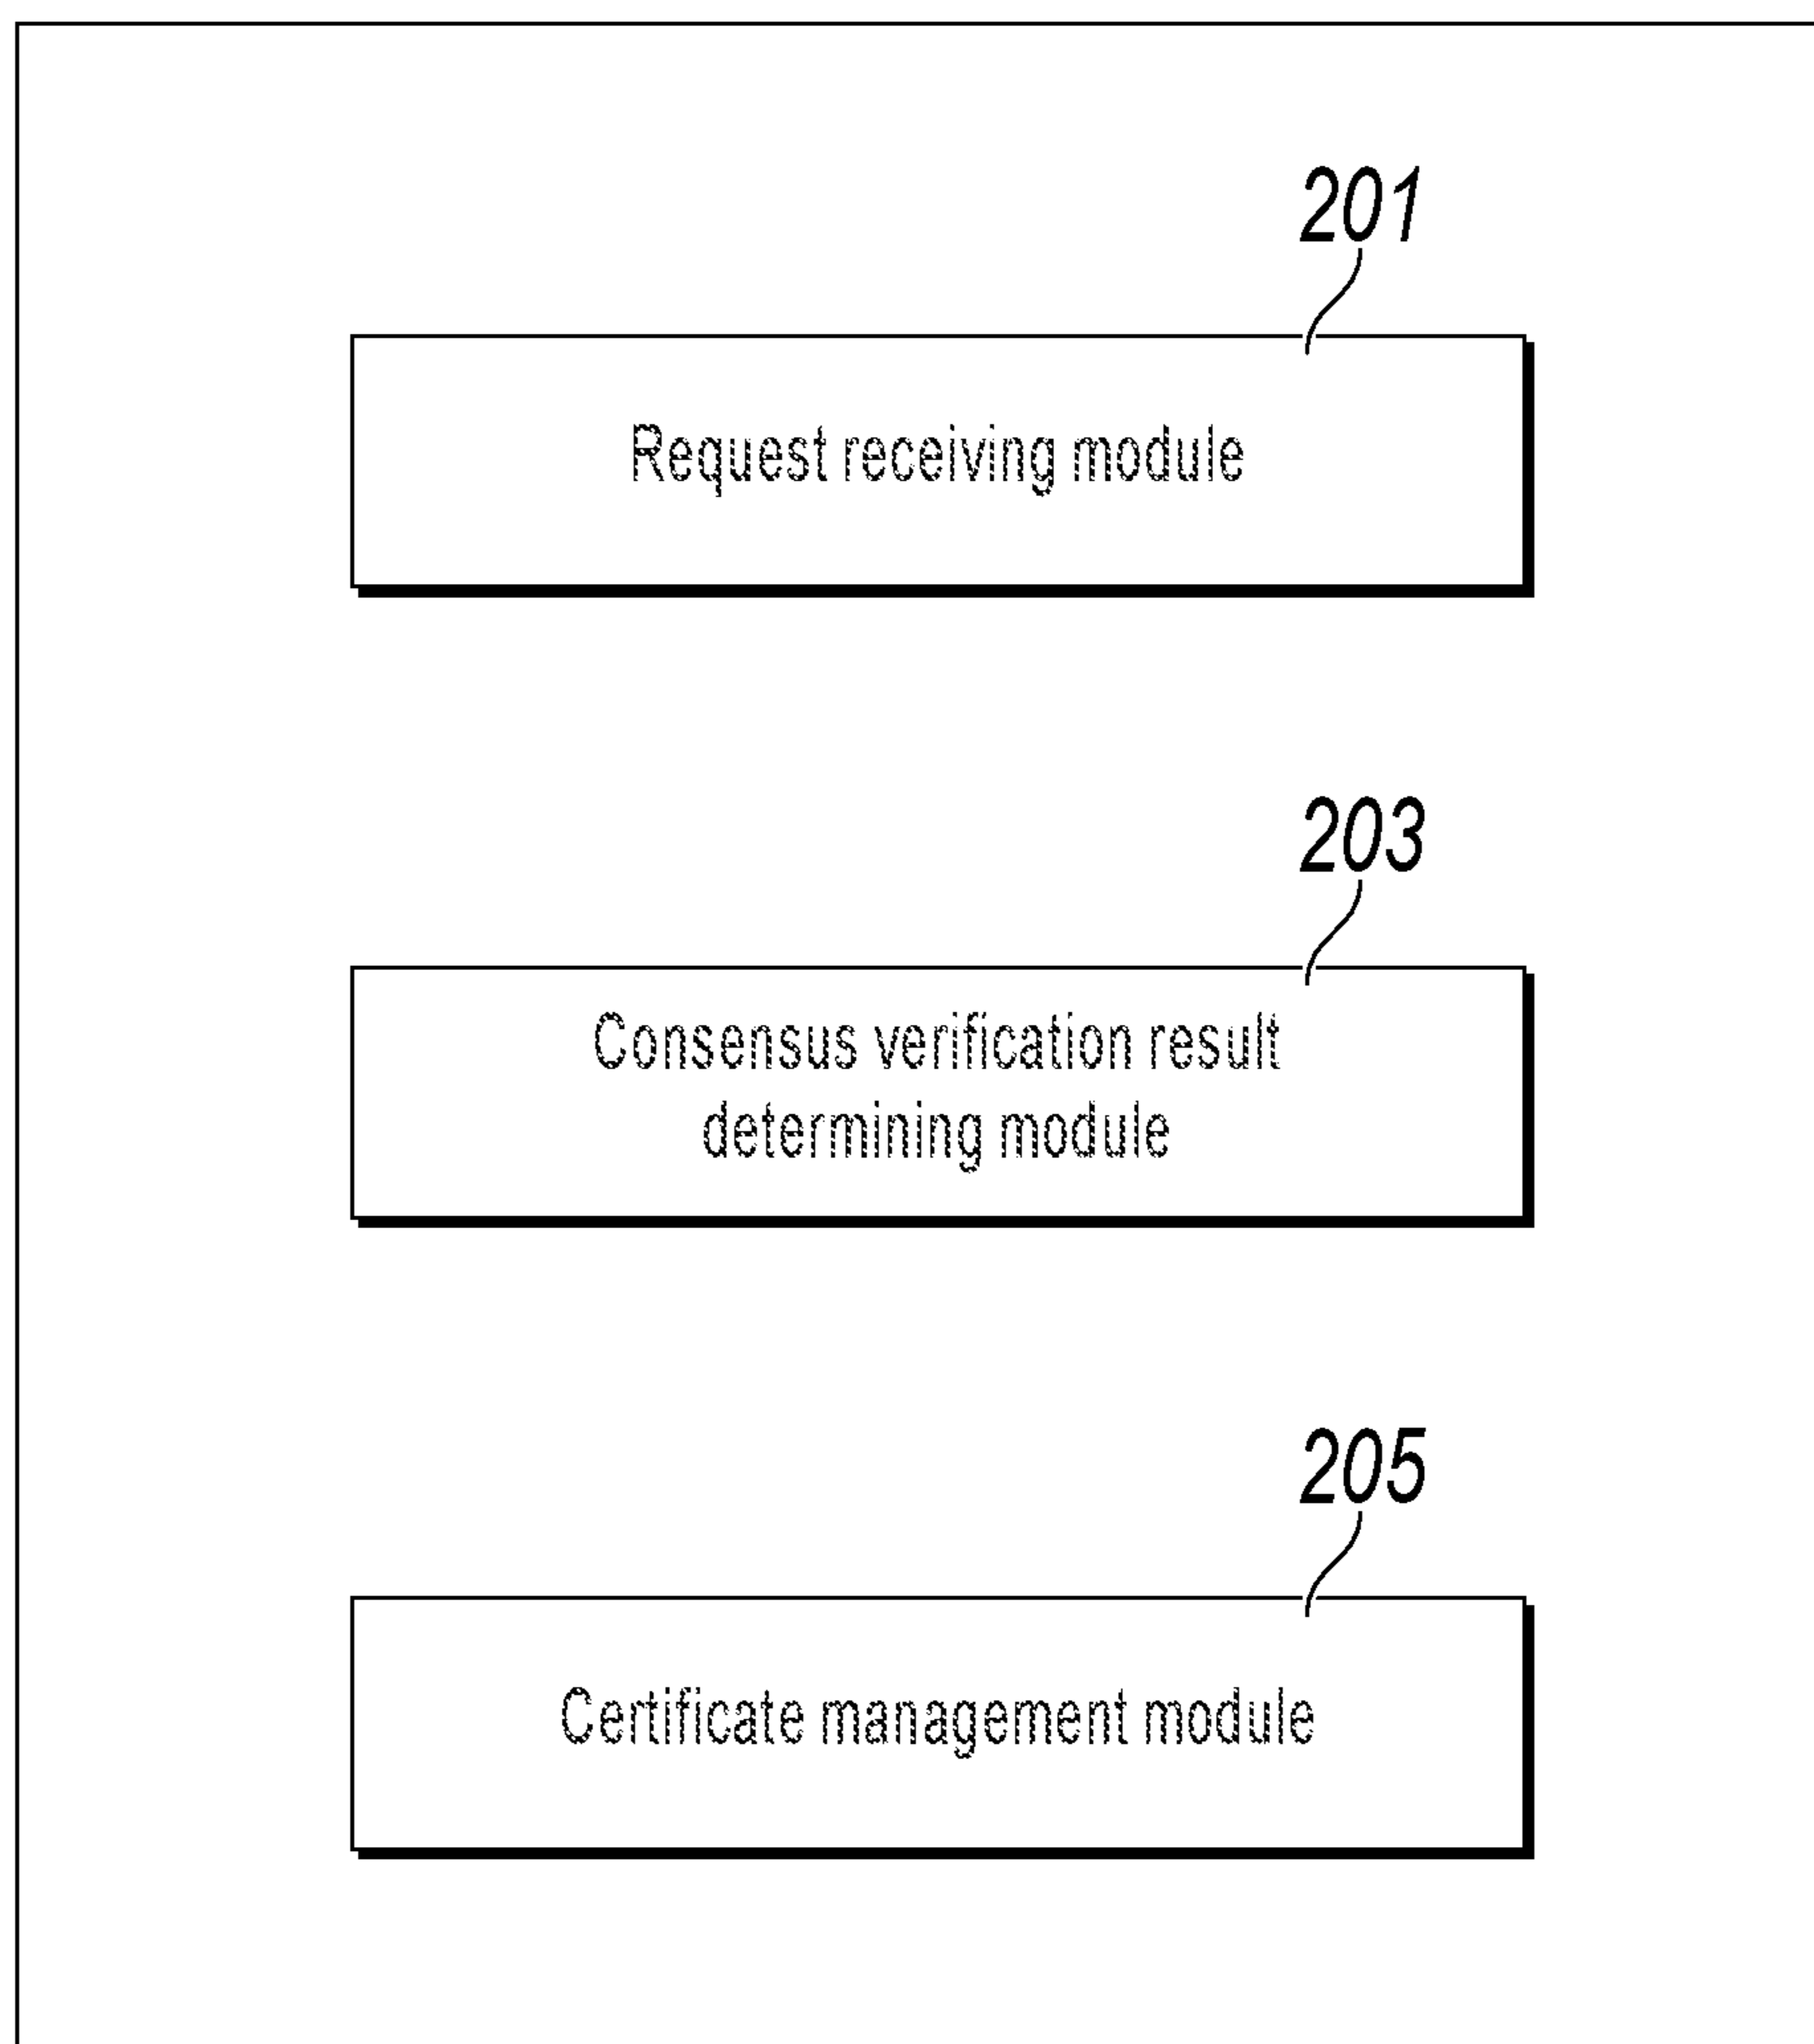 201
Request receiving module
203
Consensus verification result
determining module
205
Certificate management module